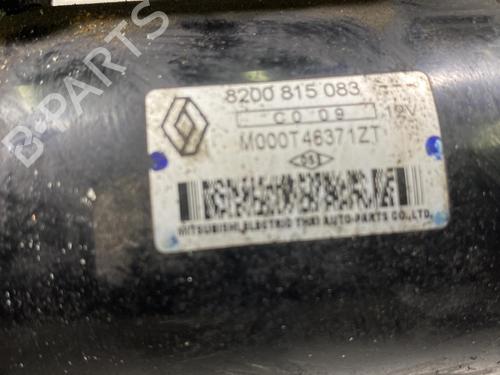 8200 815 083
C0 09 12V
M000T46371ZT
MITSUBISHI ELECTRIC THAI AUTO-PARTS CO.,LTD.
B-PARTS